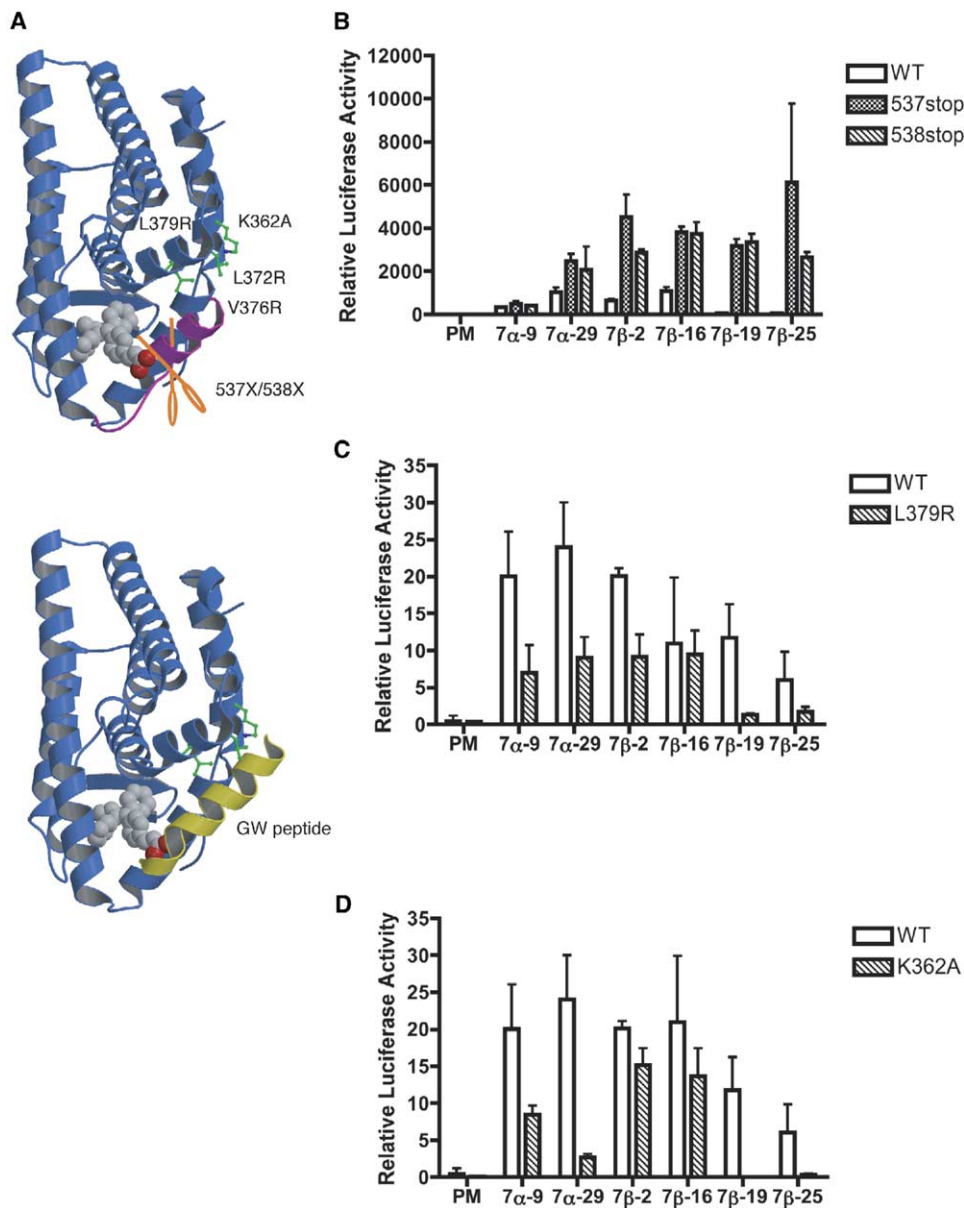 A
L379R
K362A
L372R
V376R
537X/538X
GW peptide
B
Relative Luciferase Activity
12000
10000
8000
6000
4000
2000
0
PM 7α-9 7α-29 7β-2 7β-16 7β-19 7β-25
WT
537stop
538stop
C
Relative Luciferase Activity
35
30
25
20
15
10
5
0
PM 7α-9 7α-29 7β-2 7β-16 7β-19 7β-25
WT
L379R
D
Relative Luciferase Activity
35
30
25
20
15
10
5
0
PM 7α-9 7α-29 7β-2 7β-16 7β-19 7β-25
WT
K362A